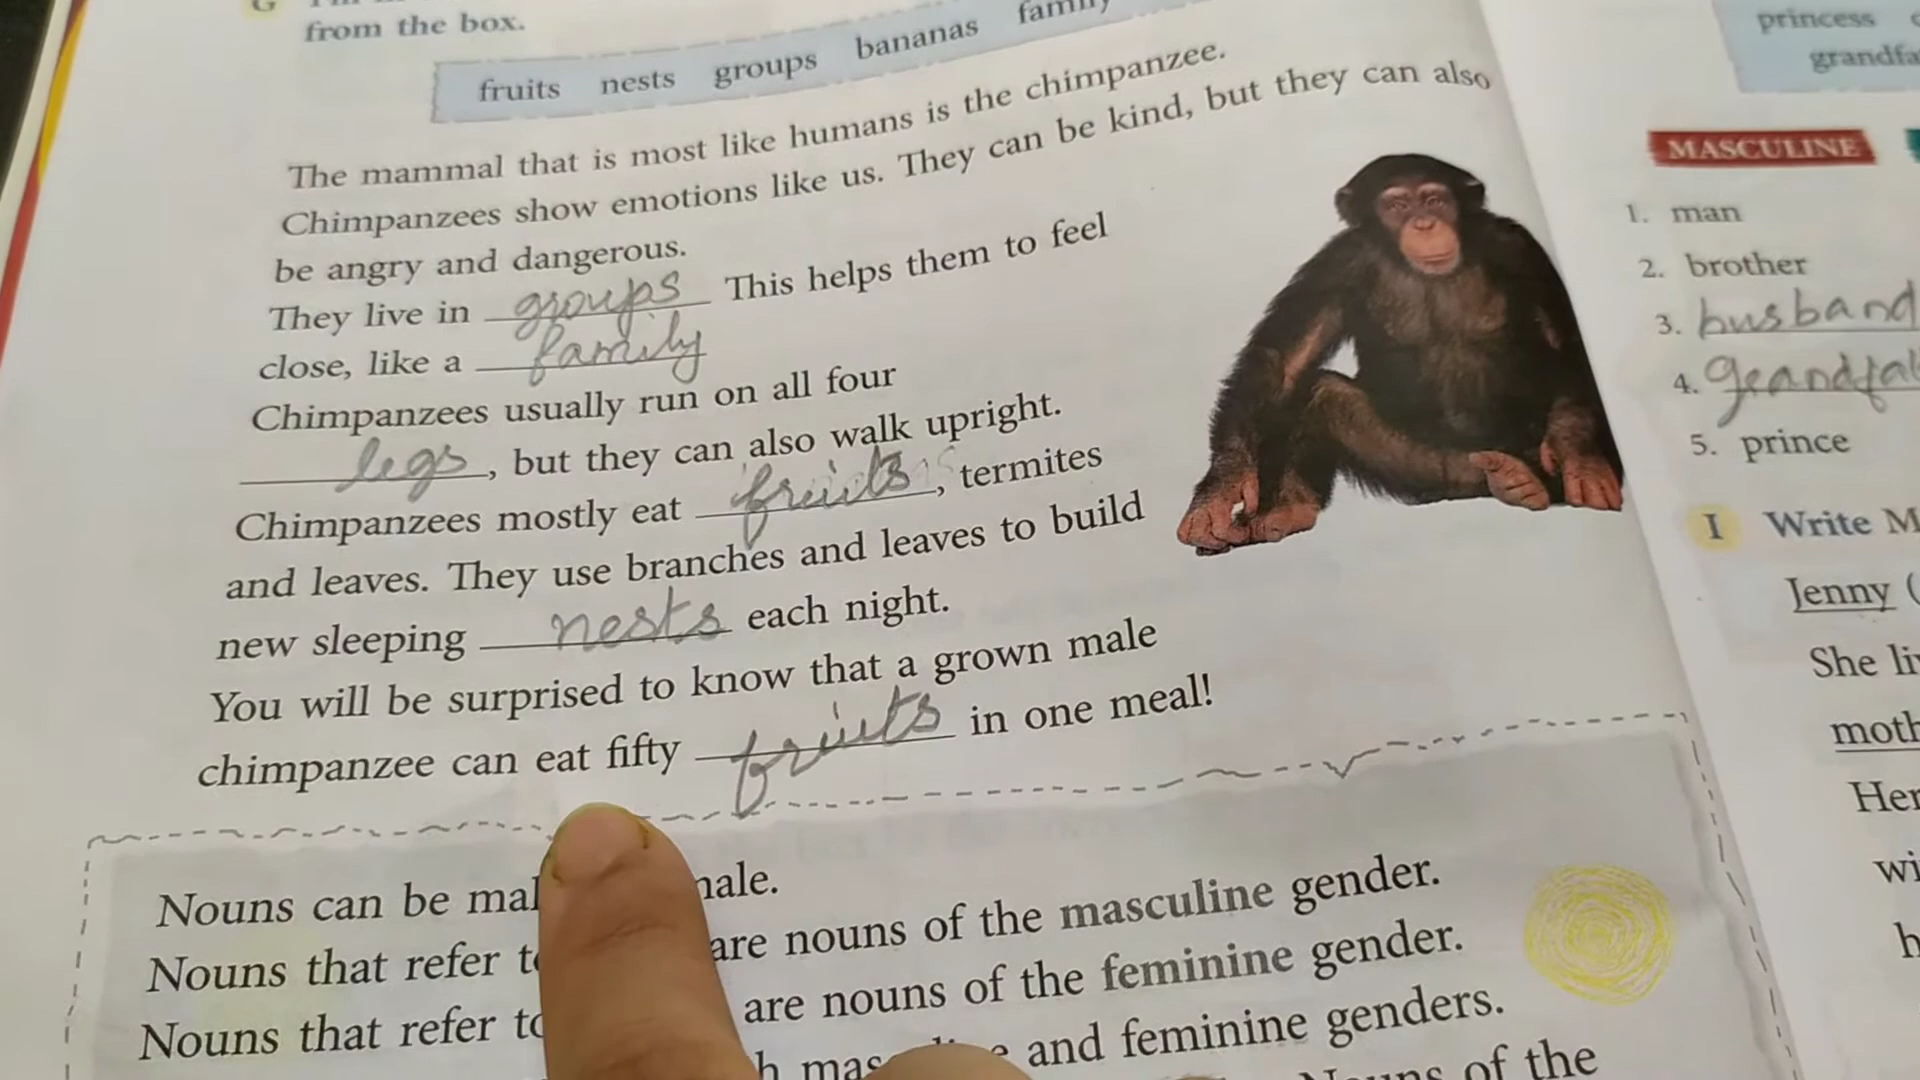 from the box.
fruits nests groups bananas family
The mammal that is most like humans is the chimpanzee.
Chimpanzees show emotions like us. They can be kind, but they can also
be angry and dangerous.
They live in groups This helps them to feel
close, like a family
Chimpanzees usually run on all four
legs, but they can also walk upright.
Chimpanzees mostly eat fruits, termites
and leaves. They use branches and leaves to build
new sleeping nests each night.
You will be surprised to know that a grown male
chimpanzee can eat fifty fruits in one meal!
Nouns can be
Nouns that refer are nouns of the masculine gender.
Nouns that refer are nouns of the feminine gender.
and feminine genders.
of the
princess
MASCULINE
1. man
2. brother
3. husband
4.
5. prince
I Write
Jenny (
She
Her